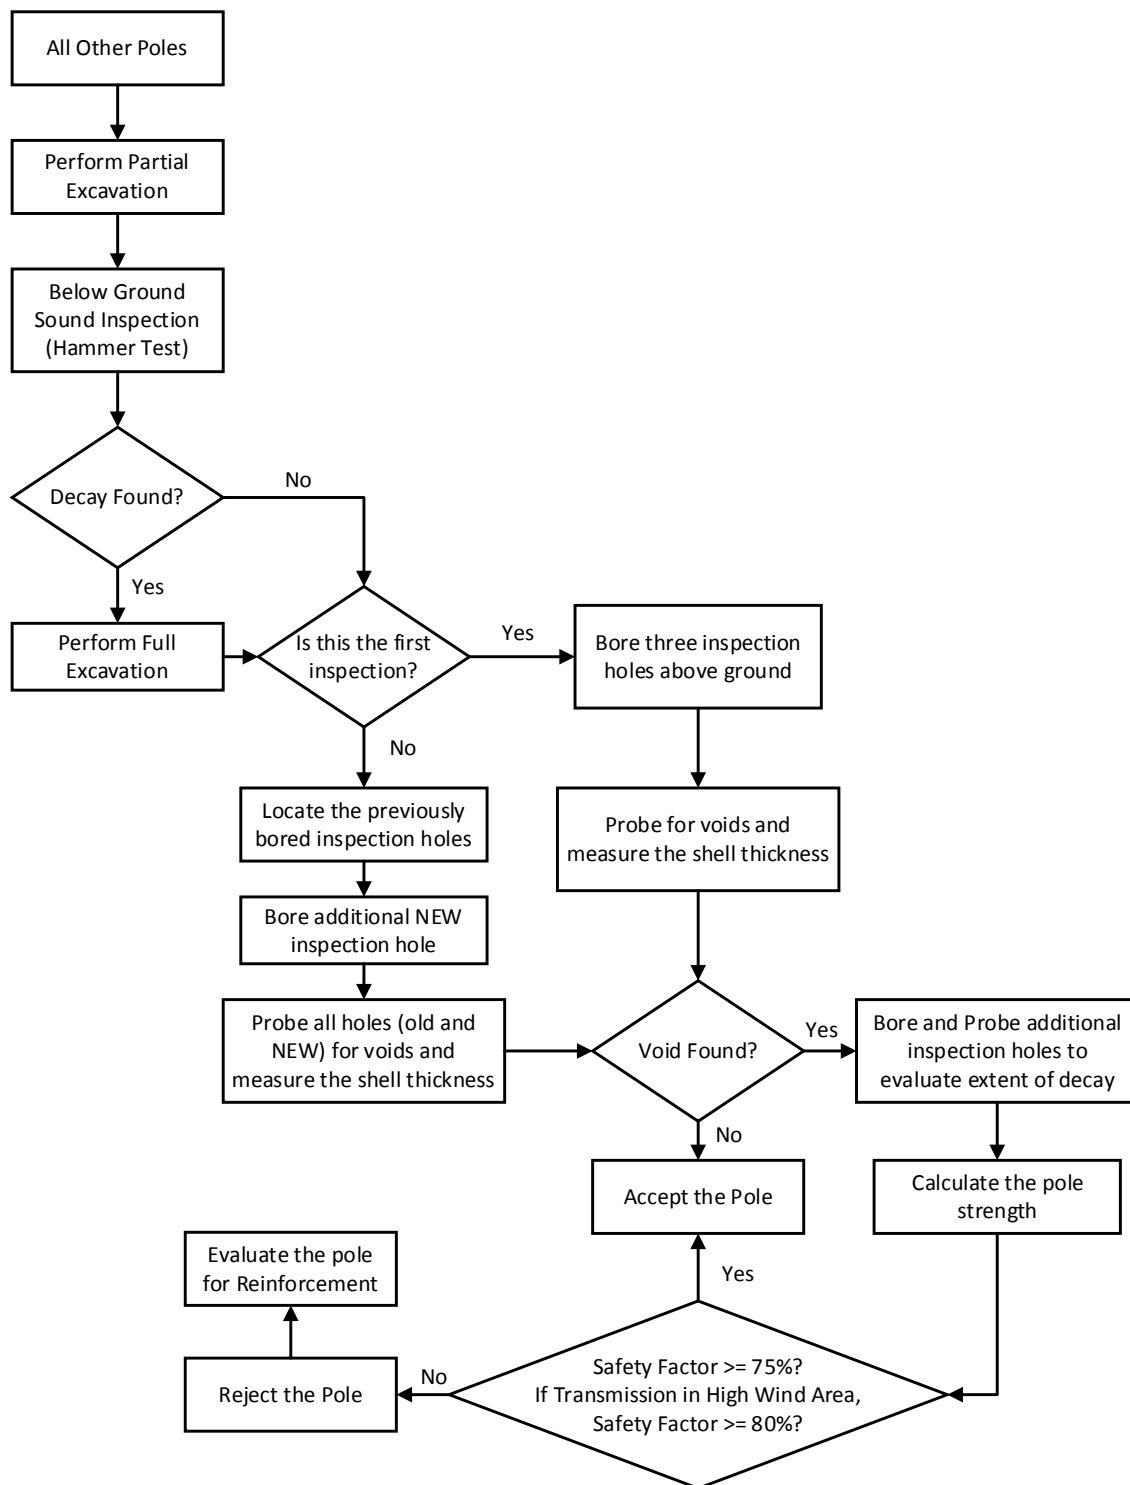 All Other Poles
Perform Partial
Excavation
Below Ground
Sound Inspection
(Hammer Test)
Decay Found?
No
Yes
Perform Full
Excavation
Is this the first
inspection?
Yes
Bore three inspection
holes above ground
No
Locate the previously
bored inspection holes
Probe for voids and
measure the shell thickness
Bore additional NEW
inspection hole
Probe all holes (old and
NEW) for voids and
measure the shell thickness
Void Found?
Yes
Bore and Probe additional
inspection holes to
evaluate extent of decay
No
Accept the Pole
Calculate the pole
strength
Evaluate the pole
for Reinforcement
Yes
Safety Factor >= 75%?
If Transmission in High Wind Area,
Safety Factor >= 80%?
No
Reject the Pole